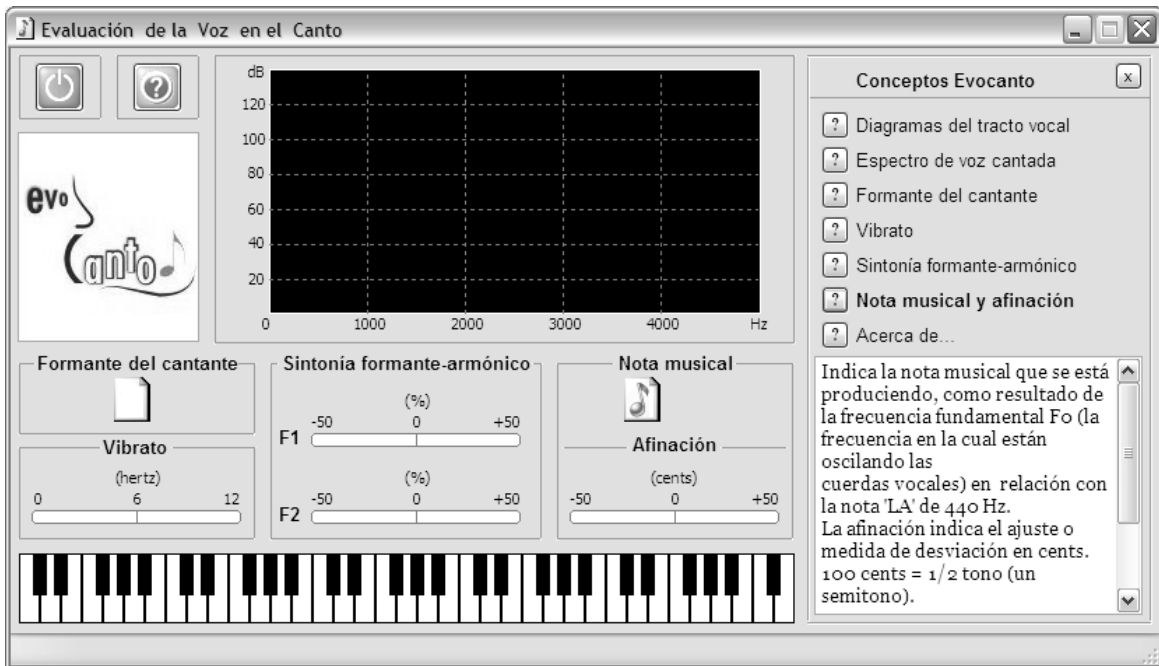 Evaluación de la Voz en el Canto
evo
Canto
dB
120
100
80
60
40
20
0 1000 2000 3000 4000 Hz
Formante del cantante
Vibrato
(hertz)
0 6 12
Sintonía formante-armónico
(%)
-50 0 +50
F1
(%)
-50 0 +50
F2
Nota musical
Afinación
(cents)
-50 0 +50
Conceptos Evocanto
x
? Diagramas del tracto vocal
? Espectro de voz cantada
? Formante del cantante
? Vibrato
? Sintonía formante-armónico
? Nota musical y afinación
? Acerca de...
Indica la nota musical que se está
produciendo, como resultado de
la frecuencia fundamental F0 (la
frecuencia en la cual están
oscilando las
cuerdas vocales) en relación con
la nota 'LA' de 440 Hz.
La afinación indica el ajuste o
medida de desviación en cents.
100 cents = 1/2 tono (un
semitono).